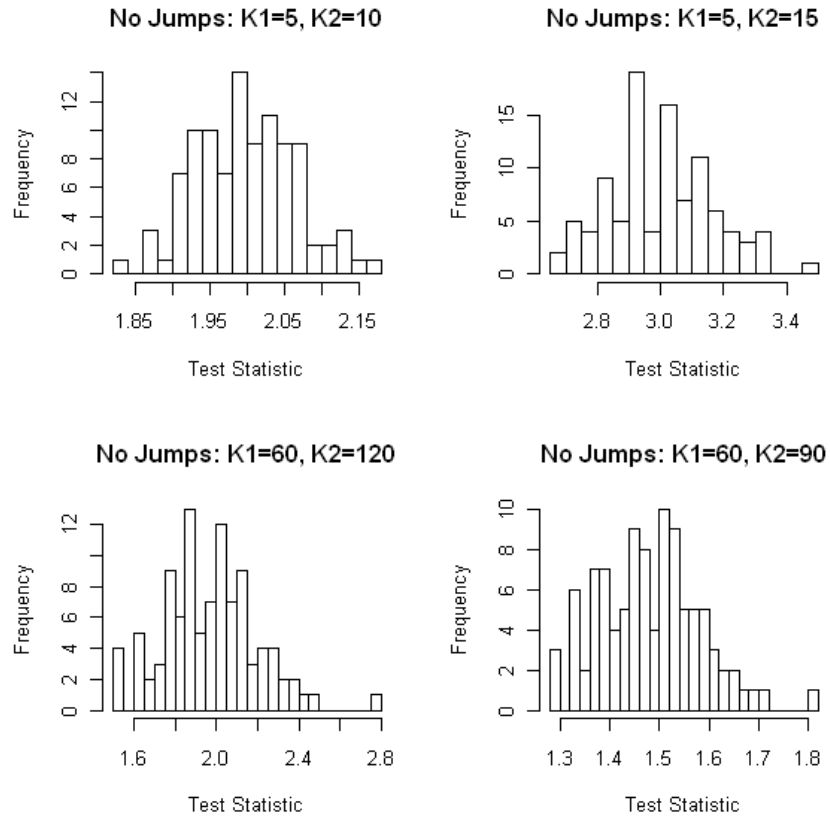 No Jumps: K1=5, K2=10
Frequency
0 2 4 6 8 12
1.85 1.95 2.05 2.15
Test Statistic
No Jumps: K1=5, K2=15
Frequency
0 5 10 15
2.8 3.0 3.2 3.4
Test Statistic
No Jumps: K1=60, K2=120
Frequency
0 2 4 6 8 12
1.6 2.0 2.4 2.8
Test Statistic
No Jumps: K1=60, K2=90
Frequency
0 2 4 6 8 10
1.3 1.4 1.5 1.6 1.7 1.8
Test Statistic